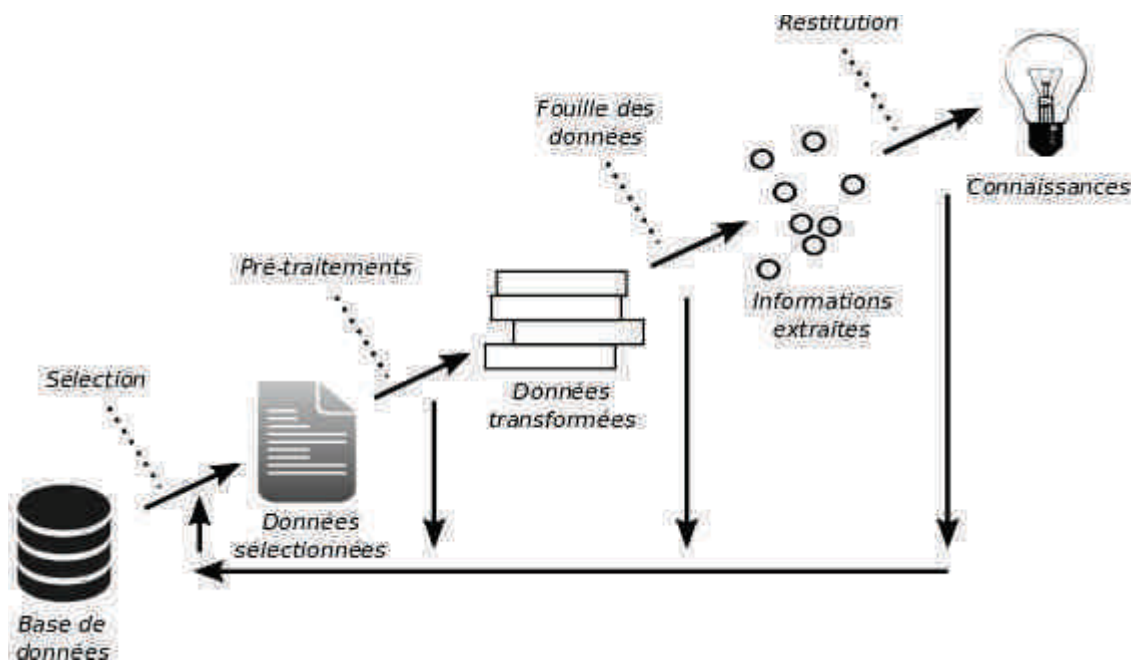 Restitution
Connaissances
Fouille des
données
Informations
extraites
Pré-traitements
Données
transformées
Sélection
Données
sélectionnées
Base de
données